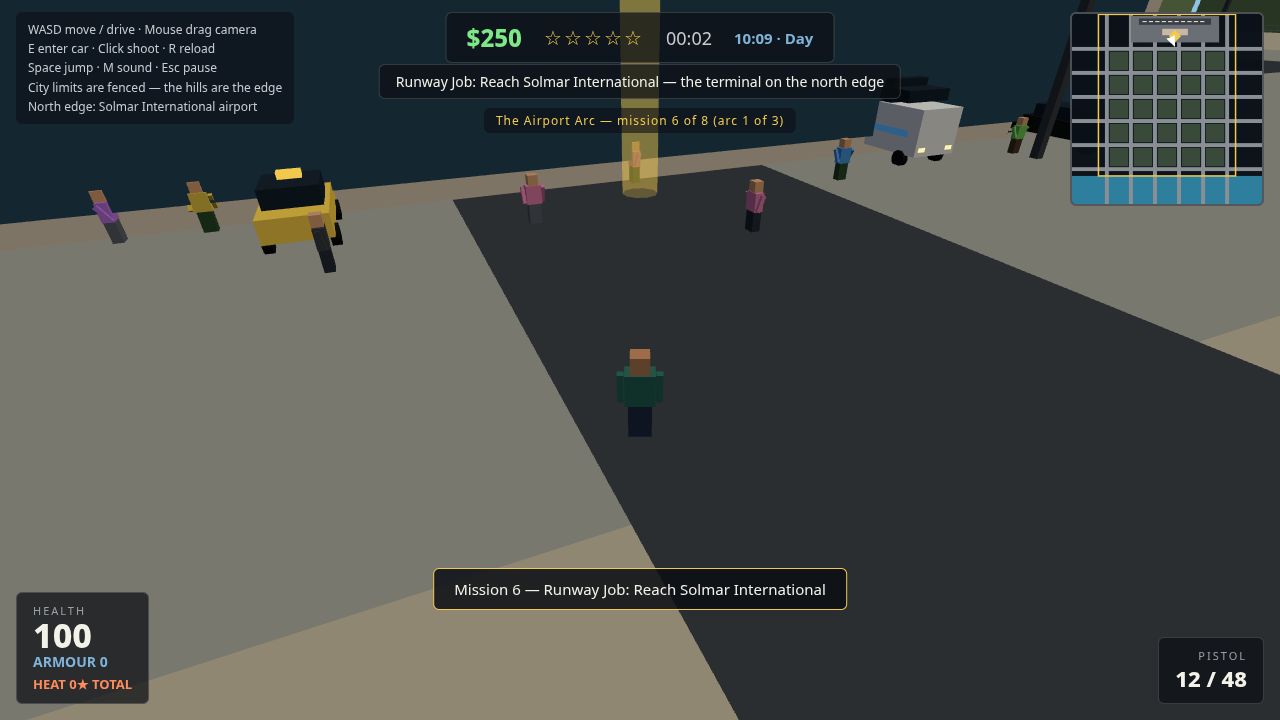 WASD move / drive · Mouse drag camera
E enter car · Click shoot · R reload
Space jump · M sound · Esc pause
City limits are fenced — the hills are the edge
North edge: Solmar International airport
$250 ☆☆☆☆☆ 00:02 10:09 · Day
Runway Job: Reach Solmar International — the terminal on the north edge
The Airport Arc — mission 6 of 8 (arc 1 of 3)
Mission 6 — Runway Job: Reach Solmar International
HEALTH
100
ARMOUR 0
HEAT 0★ TOTAL
PISTOL
12 / 48